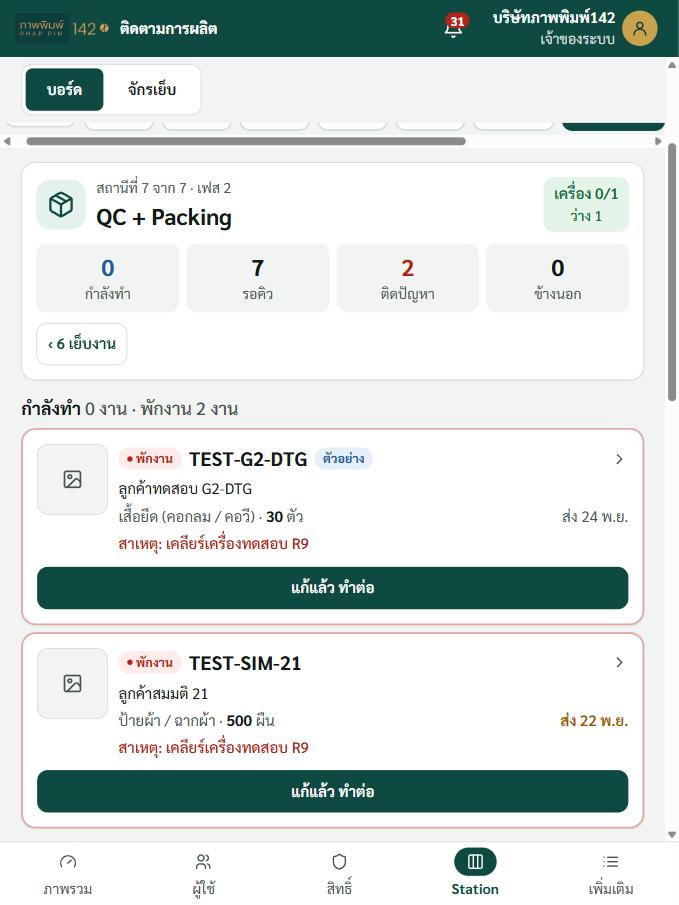 ภาพพิมพ์ 142
PHAP PIM
ติดตามการผลิต
31
บริษัทภาพพิมพ์142
เจ้าของระบบ
บอร์ด
จักรเย็บ
สถานีที่ 7 จาก 7 · เฟส 2
QC + Packing
เครื่อง 0/1
ว่าง 1
0
กำลังทำ
7
รอคิว
2
ติดปัญหา
0
ข้างนอก
‹ 6 เย็บงาน
กำลังทำ 0 งาน · พักงาน 2 งาน
พักงาน TEST-G2-DTG ตัวอย่าง
ลูกค้าทดสอบ G2-DTG
เสื้อยืด (คอกลม / คอวี) · 30 ตัว
ส่ง 24 พ.ย.
สาเหตุ: เคลียร์เครื่องทดสอบ R9
แก้แล้ว ทำต่อ
พักงาน TEST-SIM-21
ลูกค้าสมมติ 21
ป้ายผ้า / ฉากผ้า · 500 ผืน
ส่ง 22 พ.ย.
สาเหตุ: เคลียร์เครื่องทดสอบ R9
แก้แล้ว ทำต่อ
ภาพรวม
ผู้ใช้
สิทธิ์
Station
เพิ่มเติม